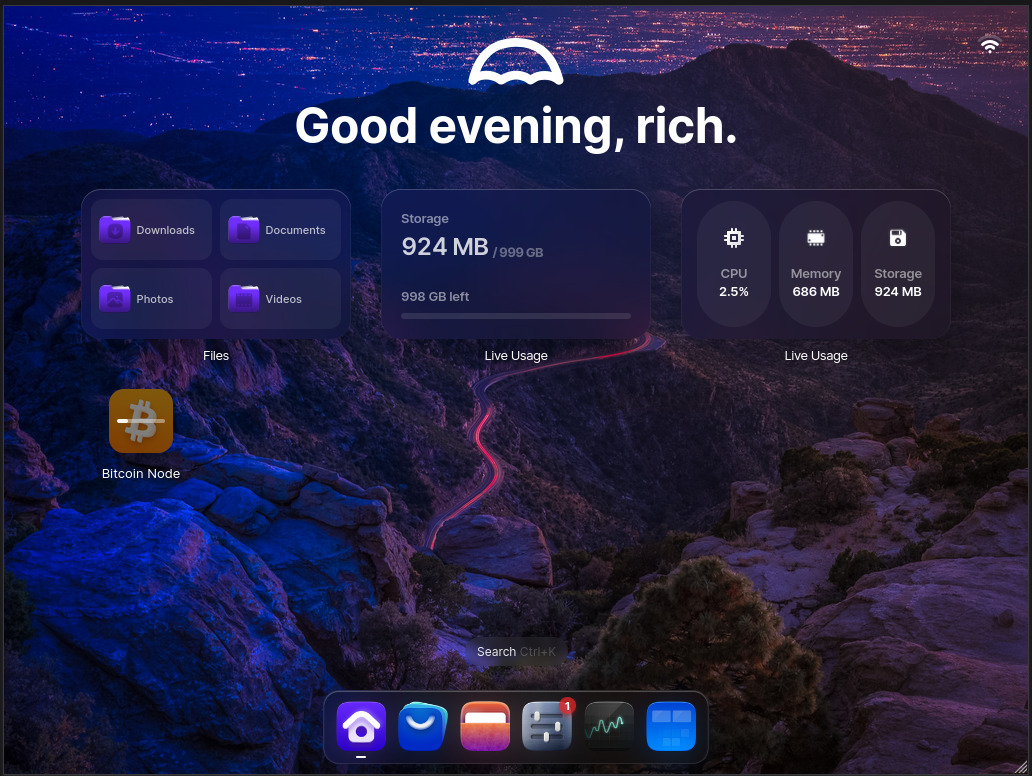 Good evening, rich.
Downloads
Documents
Photos
Videos
Files
Storage
924 MB / 999 GB
998 GB left
Live Usage
CPU
2.5%
Memory
686 MB
Storage
924 MB
Live Usage
Bitcoin Node
Search Ctrl+K
1